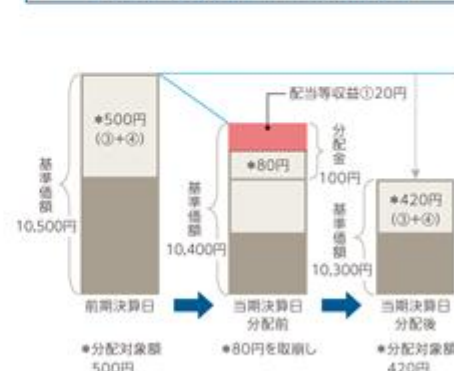 配当等収益①20円
*500円
(③+④)
分配金
100円
*80円
基準価額
10,500円
基準価額
10,400円
基準価額
10,300円
*420円
(③+④)
前期決算日
当期決算日
分配前
当期決算日
分配後
*分配対象額
500円
*80円を取崩し
*分配対象額
420円